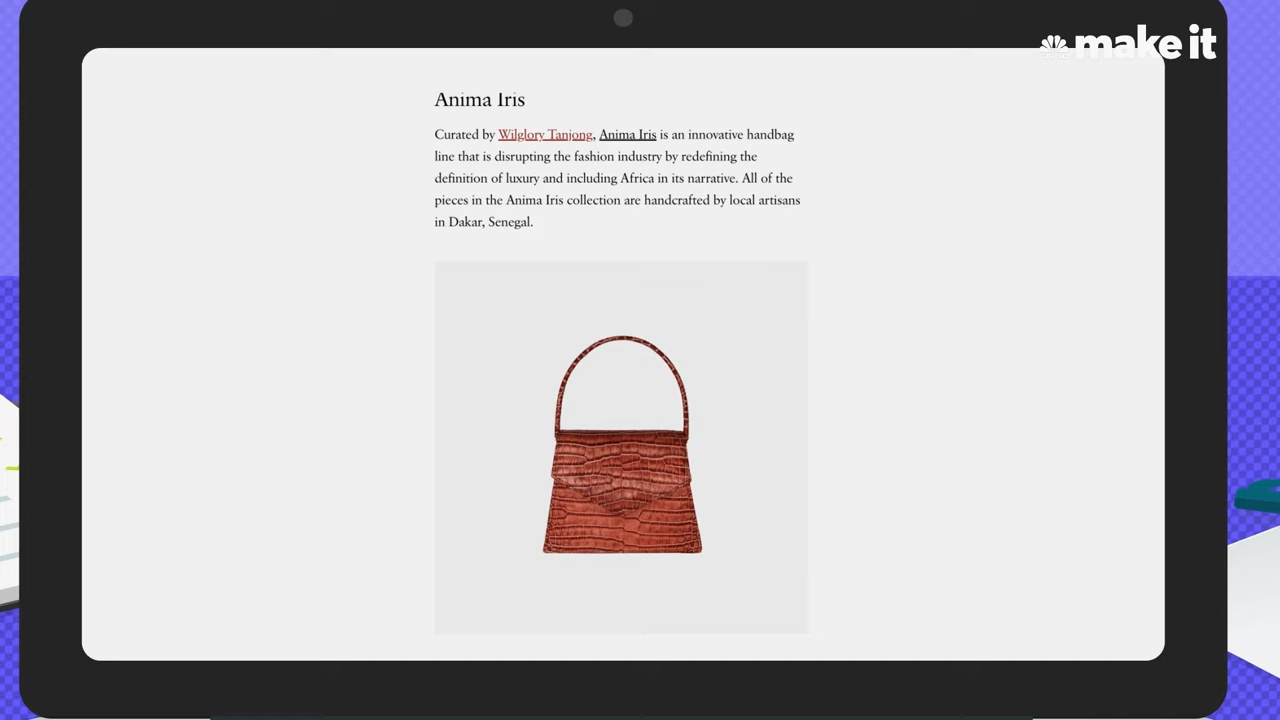 make it
Anima Iris
Curated by Wilglory Tanjong, Anima Iris is an innovative handbag
line that is disrupting the fashion industry by redefining the
definition of luxury and including Africa in its narrative. All of the
pieces in the Anima Iris collection are handcrafted by local artisans
in Dakar, Senegal.